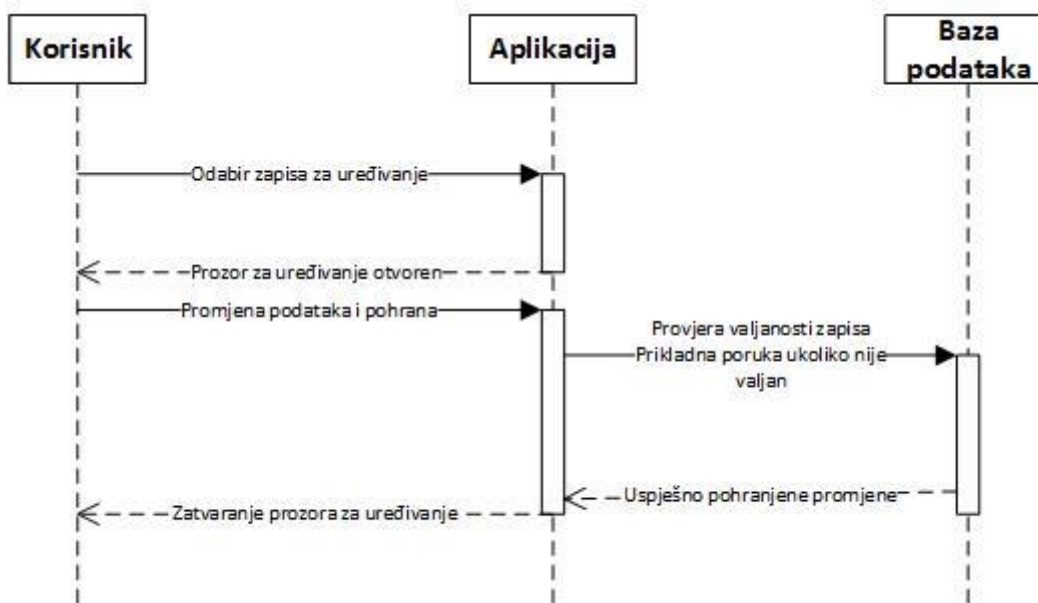 Korisnik
Aplikacija
Baza
podataka
Odabir zapisa za uređivanje
Prozor za uređivanje otvoren
Promjena podataka i pohrana
Provjera valjanosti zapisa
Prikladna poruka ukoliko nije
valjan
Uspješno pohranjene promjene
Zatvaranje prozora za uređivanje